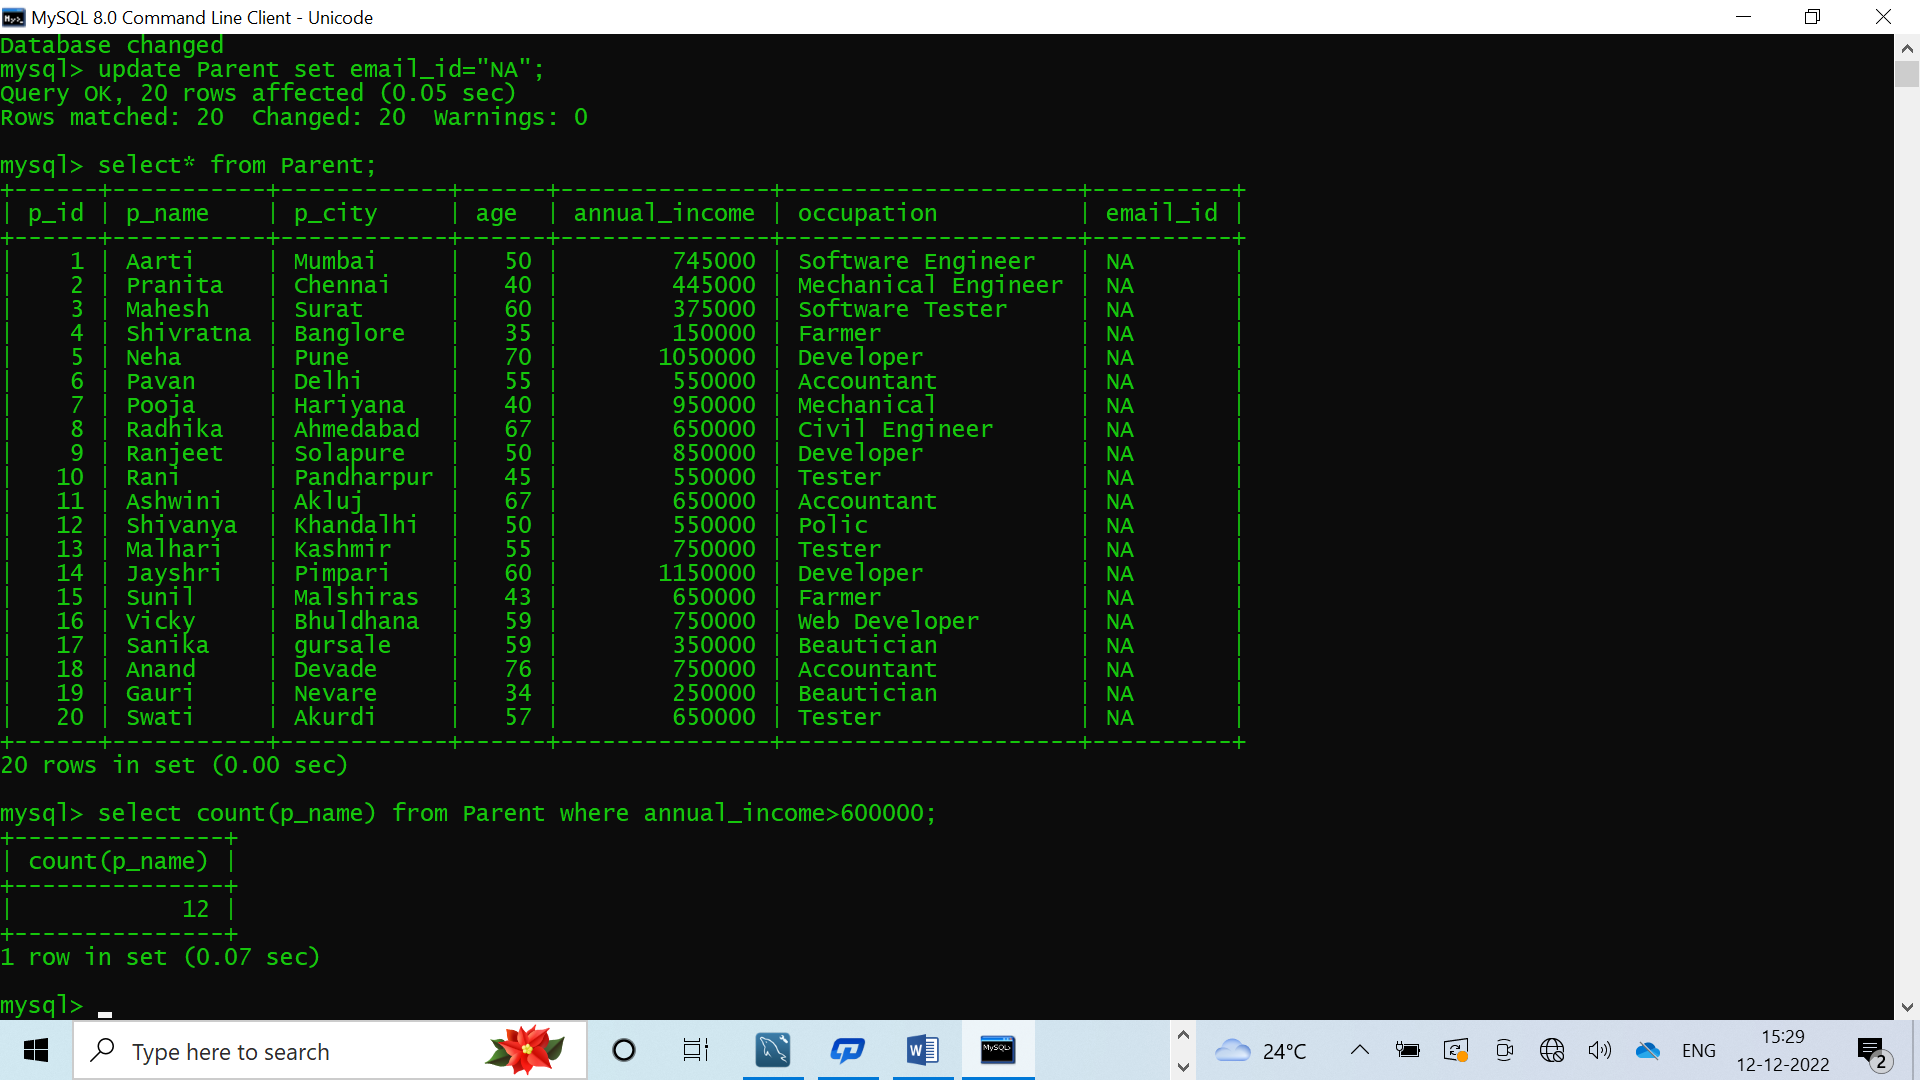 MySQL 8.0 Command Line Client - Unicode
Database changed
mysql> update Parent set email_id="NA";
Query OK, 20 rows affected (0.05 sec)
Rows matched: 20  Changed: 20  Warnings: 0
mysql> select* from Parent;
+------+-----------+------------+------+---------------+---------------------+----------+
| p_id | p_name    | p_city     | age  | annual_income | occupation          | email_id |
+------+-----------+------------+------+---------------+---------------------+----------+
|    1 | Aarti     | Mumbai     |   50 |        745000 | Software Engineer   | NA       |
|    2 | Pranita   | Chennai    |   40 |        445000 | Mechanical Engineer | NA       |
|    3 | Mahesh    | Surat      |   60 |        375000 | Software Tester     | NA       |
|    4 | Shivratna | Banglore   |   35 |        150000 | Farmer              | NA       |
|    5 | Neha      | Pune       |   70 |       1050000 | Developer           | NA       |
|    6 | Pavan     | Delhi      |   55 |        550000 | Accountant          | NA       |
|    7 | Pooja     | Hariyana   |   40 |        950000 | Mechanical          | NA       |
|    8 | Radhika   | Ahmedabad  |   67 |        650000 | Civil Engineer      | NA       |
|    9 | Ranjeet   | Solapure   |   50 |        850000 | Developer           | NA       |
|   10 | Rani      | Pandharpur |   45 |        550000 | Tester              | NA       |
|   11 | Ashwini   | Akluj      |   67 |        650000 | Accountant          | NA       |
|   12 | Shivanya  | Khandalhi  |   50 |        550000 | Polic               | NA       |
|   13 | Malhari   | Kashmir    |   55 |        750000 | Tester              | NA       |
|   14 | Jayshri   | Pimpari    |   60 |       1150000 | Developer           | NA       |
|   15 | Sunil     | Malshiras  |   43 |        650000 | Farmer              | NA       |
|   16 | Vicky     | Bhuldhana  |   59 |        750000 | Web Developer       | NA       |
|   17 | Sanika    | gursale    |   59 |        350000 | Beautician          | NA       |
|   18 | Anand     | Devade     |   76 |        750000 | Accountant          | NA       |
|   19 | Gauri     | Nevare     |   34 |        250000 | Beautician          | NA       |
|   20 | Swati     | Akurdi     |   57 |        650000 | Tester              | NA       |
+------+-----------+------------+------+---------------+---------------------+----------+
20 rows in set (0.00 sec)
mysql> select count(p_name) from Parent where annual_income>600000;
+---------------+
| count(p_name) |
+---------------+
|            12 |
+---------------+
1 row in set (0.07 sec)
mysql> _
Type here to search
W
MySQL>
24°C
ENG
15:29
12-12-2022
2